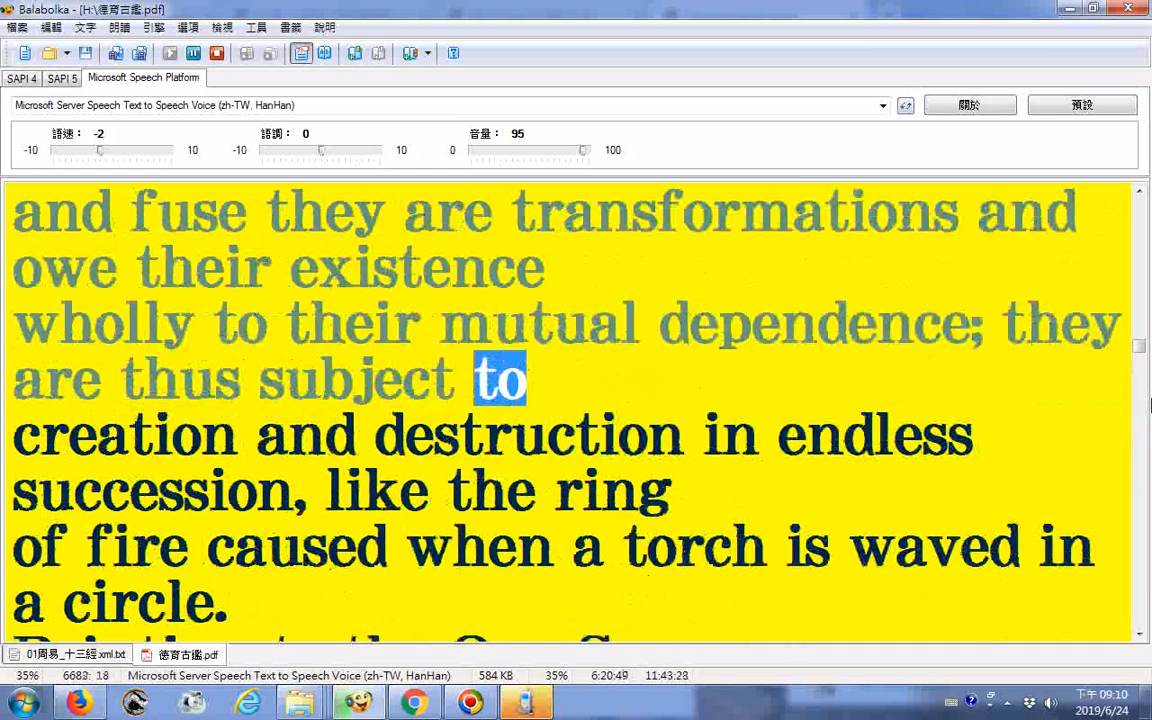 Balabolka - [H:\德育古鑑.pdf]
檔案 編輯 文字 朗讀 引擎 選項 檢視 工具 書籤 說明
SAPI 4 SAPI 5 Microsoft Speech Platform
Microsoft Server Speech Text to Speech Voice (zh-TW, HanHan) 關於 預設
語速： -2 語調： 0 音量： 95
-10 10 -10 10 0 100
and fuse they are transformations and
owe their existence
wholly to their mutual dependence; they
are thus subject to
creation and destruction in endless
succession, like the ring
of fire caused when a torch is waved in
a circle.
01周易_十三經.xml.txt 德育古鑑.pdf
35% 6683: 18 Microsoft Server Speech Text to Speech Voice (zh-TW, HanHan) 584 KB 35% 6:20:49 11:43:28
下午 09:10
2019/6/24